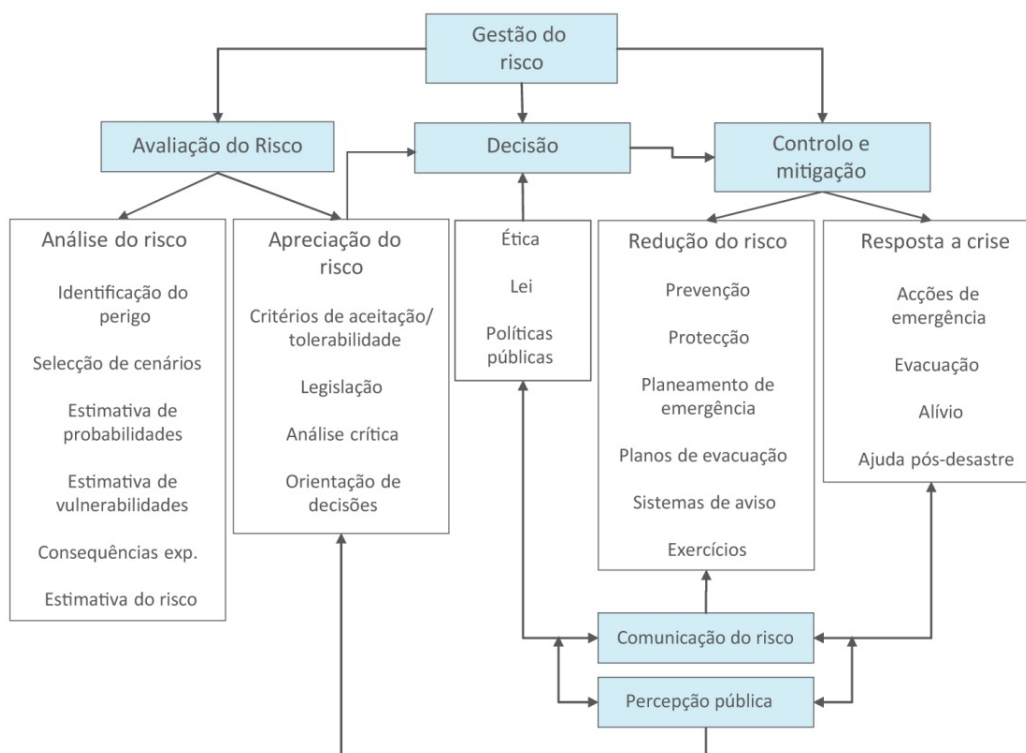 Gestão do
risco
Avaliação do Risco
Decisão
Controlo e
mitigação
Análise do risco
Identificação do
perigo
Selecção de cenários
Estimativa de
probabilidades
Estimativa de
vulnerabilidades
Consequências exp.
Estimativa do risco
Apreciação do
risco
Critérios de aceitação/
tolerabilidade
Legislação
Análise crítica
Orientação de
decisões
Ética
Lei
Políticas
públicas
Redução do risco
Prevenção
Protecção
Planeamento de
emergência
Planos de evacuação
Sistemas de aviso
Exercícios
Resposta a crise
Acções de
emergência
Evacuação
Alívio
Ajuda pós-desastre
Comunicação do risco
Percepção pública